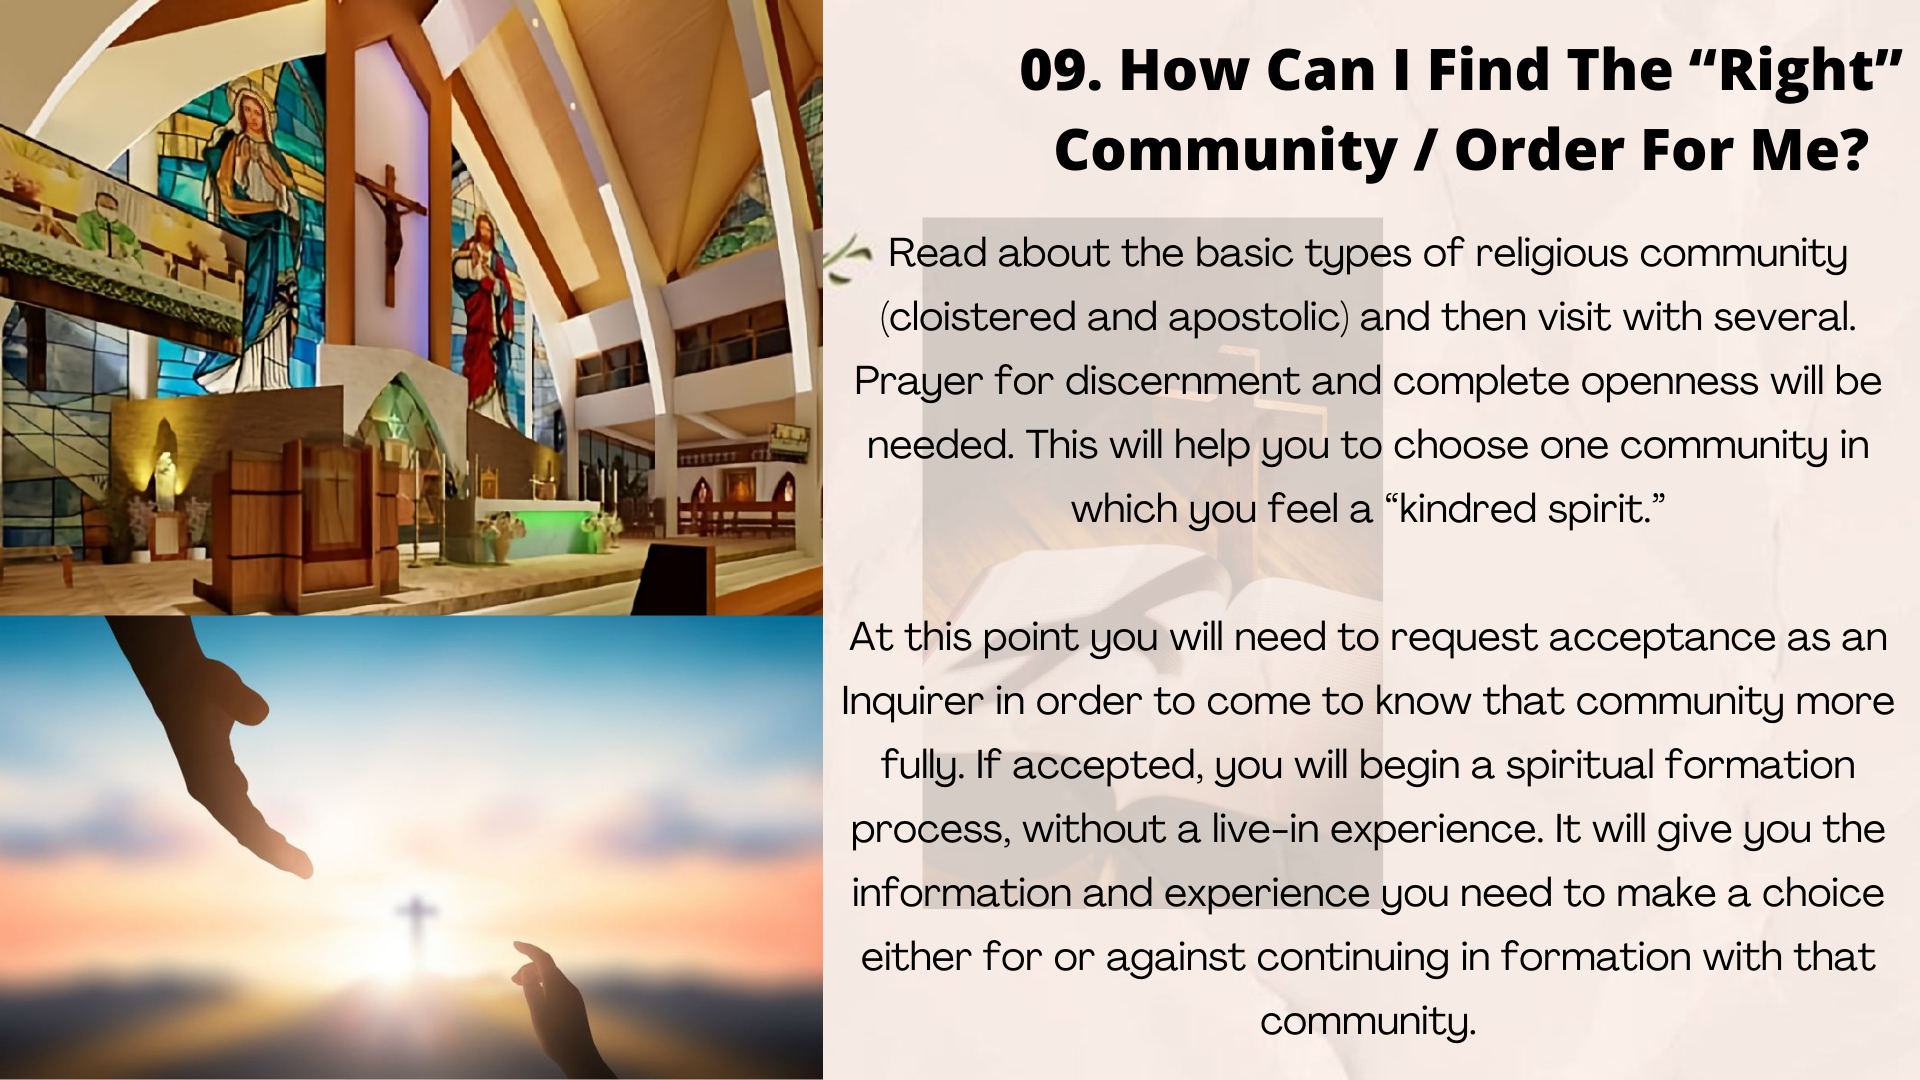 09. How Can I Find The “Right”
Community / Order For Me?
Read about the basic types of religious community
(cloistered and apostolic) and then visit with several.
Prayer for discernment and complete openness will be
needed. This will help you to choose one community in
which you feel a “kindred spirit.”
At this point you will need to request acceptance as an
Inquirer in order to come to know that community more
fully. If accepted, you will begin a spiritual formation
process, without a live-in experience. It will give you the
information and experience you need to make a choice
either for or against continuing in formation with that
community.